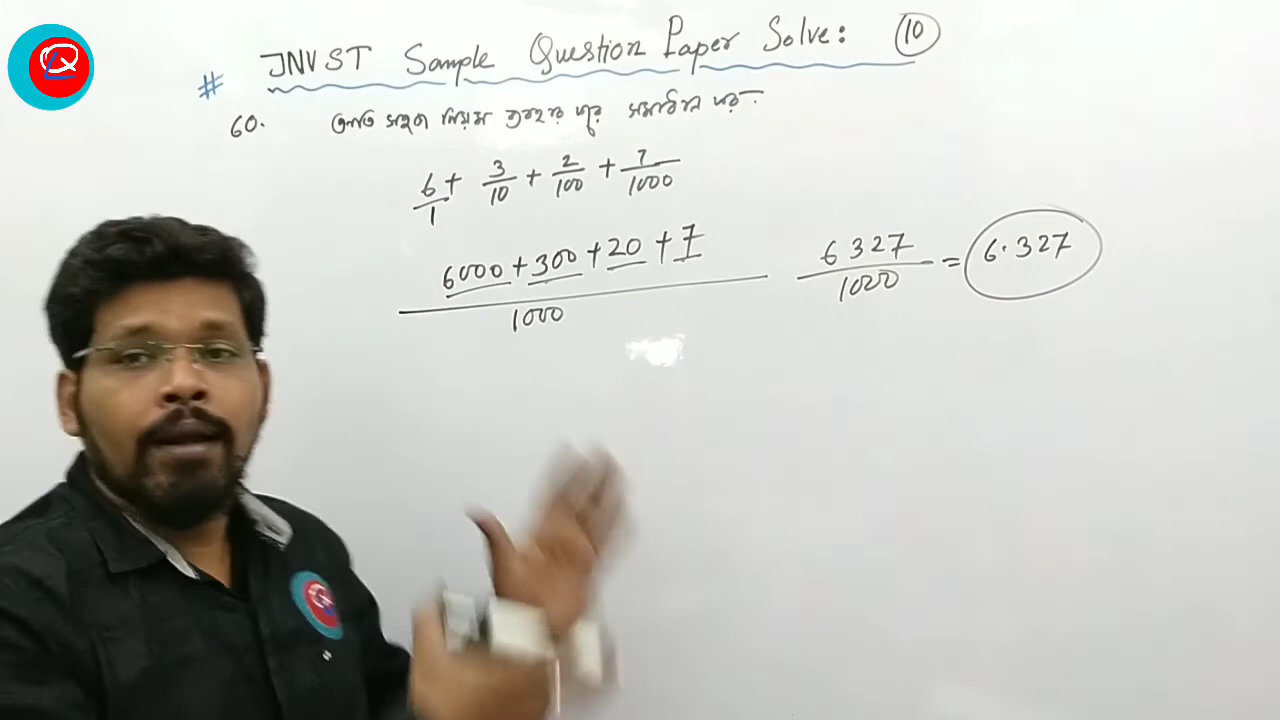 # JNVST Sample Question Paper Solve: 10
60. সহজ নিয়ম
6/1 + 3/10 + 2/100 + 7/1000
6000 + 300 + 20 + 7 / 1000   6327 / 1000 = 6.327